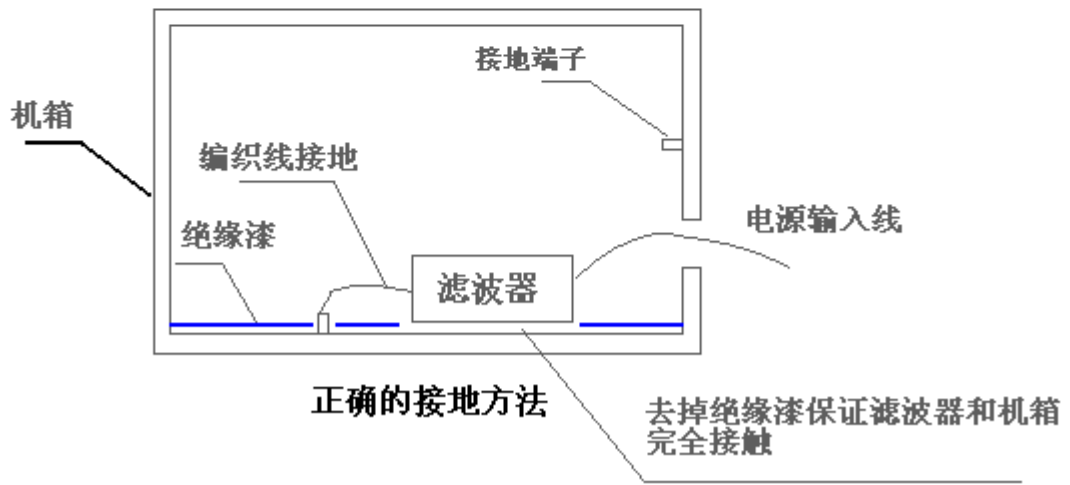 接地端子
机箱
编织线接地
电源输入线
绝缘漆
滤波器
正确的接地方法
去掉绝缘漆保证滤波器和机箱
完全接触